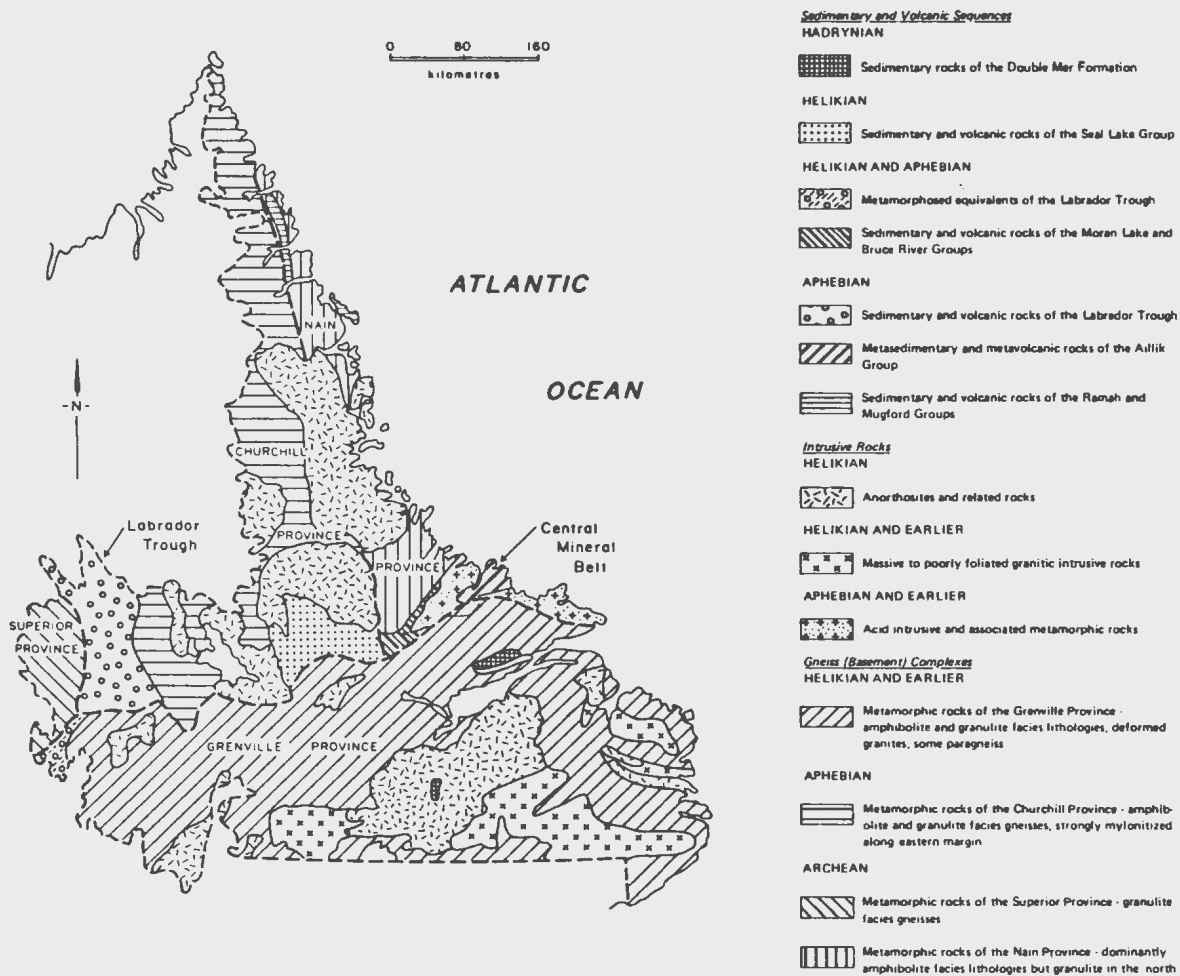 0 80 160
kilometres
ATLANTIC
OCEAN
-N-
NAIN
CHURCHILL
PROVINCE
PROVINCE
Labrador
Trough
Central
Mineral
Belt
SUPERIOR
PROVINCE
GRENVILLE PROVINCE
Sedimentary and Volcanic Sequences
HADRYNIAN
Sedimentary rocks of the Double Mer Formation
HELIKIAN
Sedimentary and volcanic rocks of the Seal Lake Group
HELIKIAN AND APHEBIAN
Metamorphosed equivalents of the Labrador Trough
Sedimentary and volcanic rocks of the Moran Lake and
Bruce River Groups
APHEBIAN
Sedimentary and volcanic rocks of the Labrador Trough
Metasedimentary and metavolcanic rocks of the Aillik
Group
Sedimentary and volcanic rocks of the Ramah and
Mugford Groups
Intrusive Rocks
HELIKIAN
Anorthosites and related rocks
HELIKIAN AND EARLIER
Massive to poorly foliated granitic intrusive rocks
APHEBIAN AND EARLIER
Acid intrusive and associated metamorphic rocks
Gneiss (Basement) Complexes
HELIKIAN AND EARLIER
Metamorphic rocks of the Grenville Province -
amphibolite and granulite facies lithologies, deformed
granites, some paragneiss
APHEBIAN
Metamorphic rocks of the Churchill Province - amphib-
olite and granulite facies gneisses, strongly mylonitized
along eastern margin
ARCHEAN
Metamorphic rocks of the Superior Province - granulite
facies gneisses
Metamorphic rocks of the Nain Province - dominantly
amphibolite facies lithologies but granulite in the north